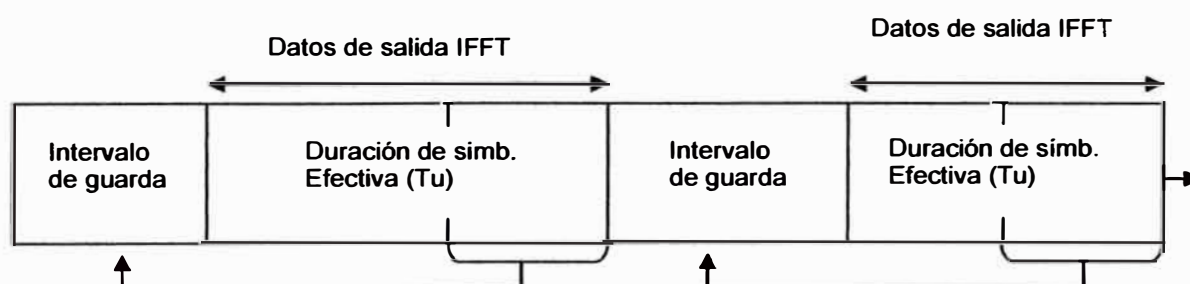 Datos de salida IFFT
Datos de salida IFFT
Intervalo
de guarda
Duración de simb.
Efectiva (Tu)
Intervalo
de guarda
Duración de símb.
Efectiva (Tu)